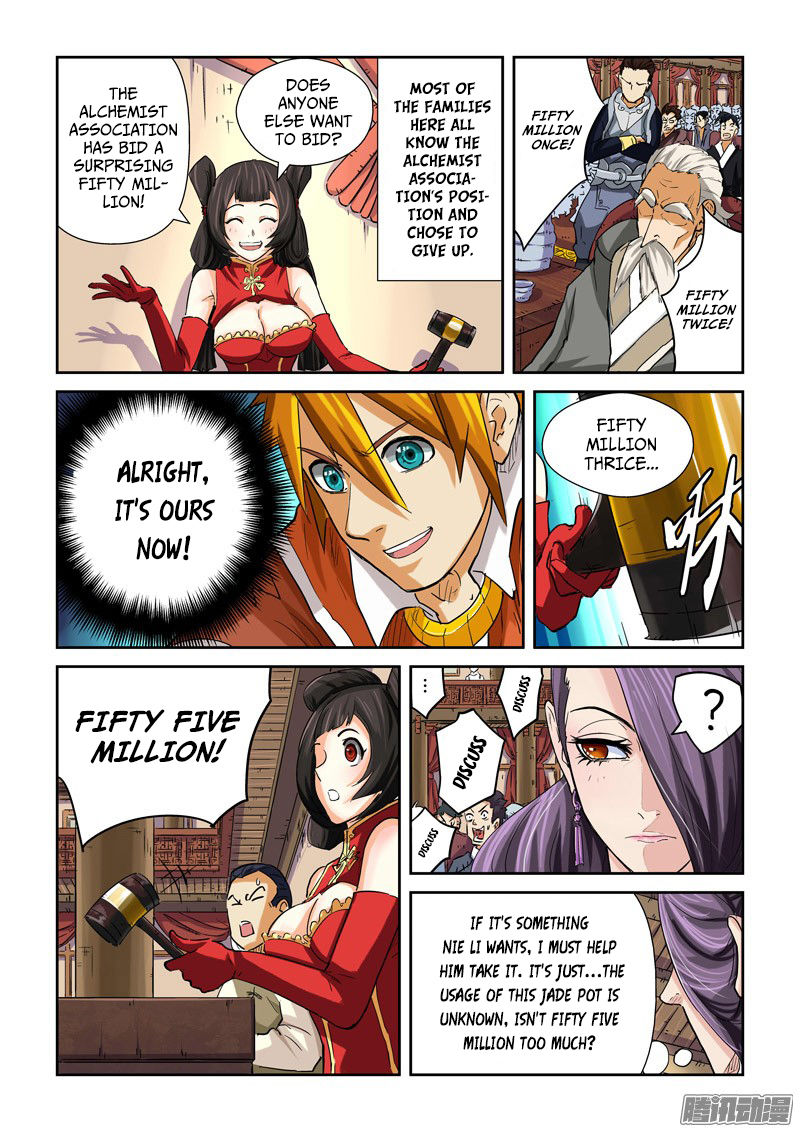 THE
ALCHEMIST
ASSOCIATION
HAS BID A
SURPRISING
FIFTY MIL-
LION!
DOES
ANYONE
ELSE WANT
TO BID?
MOST OF
THE FAMILIES
HERE ALL
KNOW THE
ALCHEMIST
ASSOCIA-
TION'S POSI-
TION AND
CHOSE TO
GIVE UP.
FIFTY
MILLION
ONCE!
FIFTY
MILLION
TWICE!
ALRIGHT,
IT'S OURS
NOW!
FIFTY
MILLION
THRICE...
咻
FIFTY FIVE
MILLION!
...
DISCUSS
DISCUSS
DISCUSS
?
IF IT'S SOMETHING
NIE LI WANTS, I MUST HELP
HIM TAKE IT. IT'S JUST...THE
USAGE OF THIS JADE POT IS
UNKNOWN, ISN'T FIFTY FIVE
MILLION TOO MUCH?
腾讯动漫